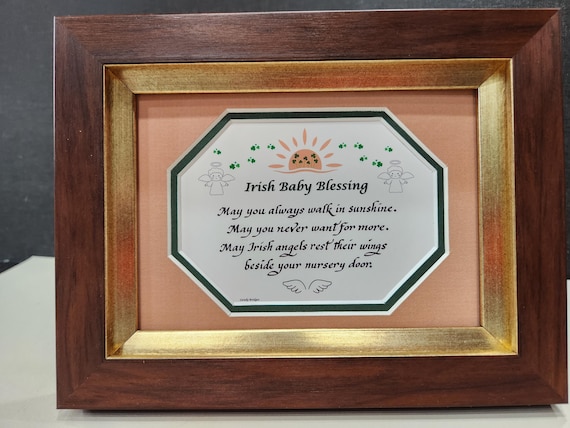 Irish Baby Blessing
May you always walk in sunshine.
May you never want for more.
May Irish angels rest their wings
beside your nursery door.